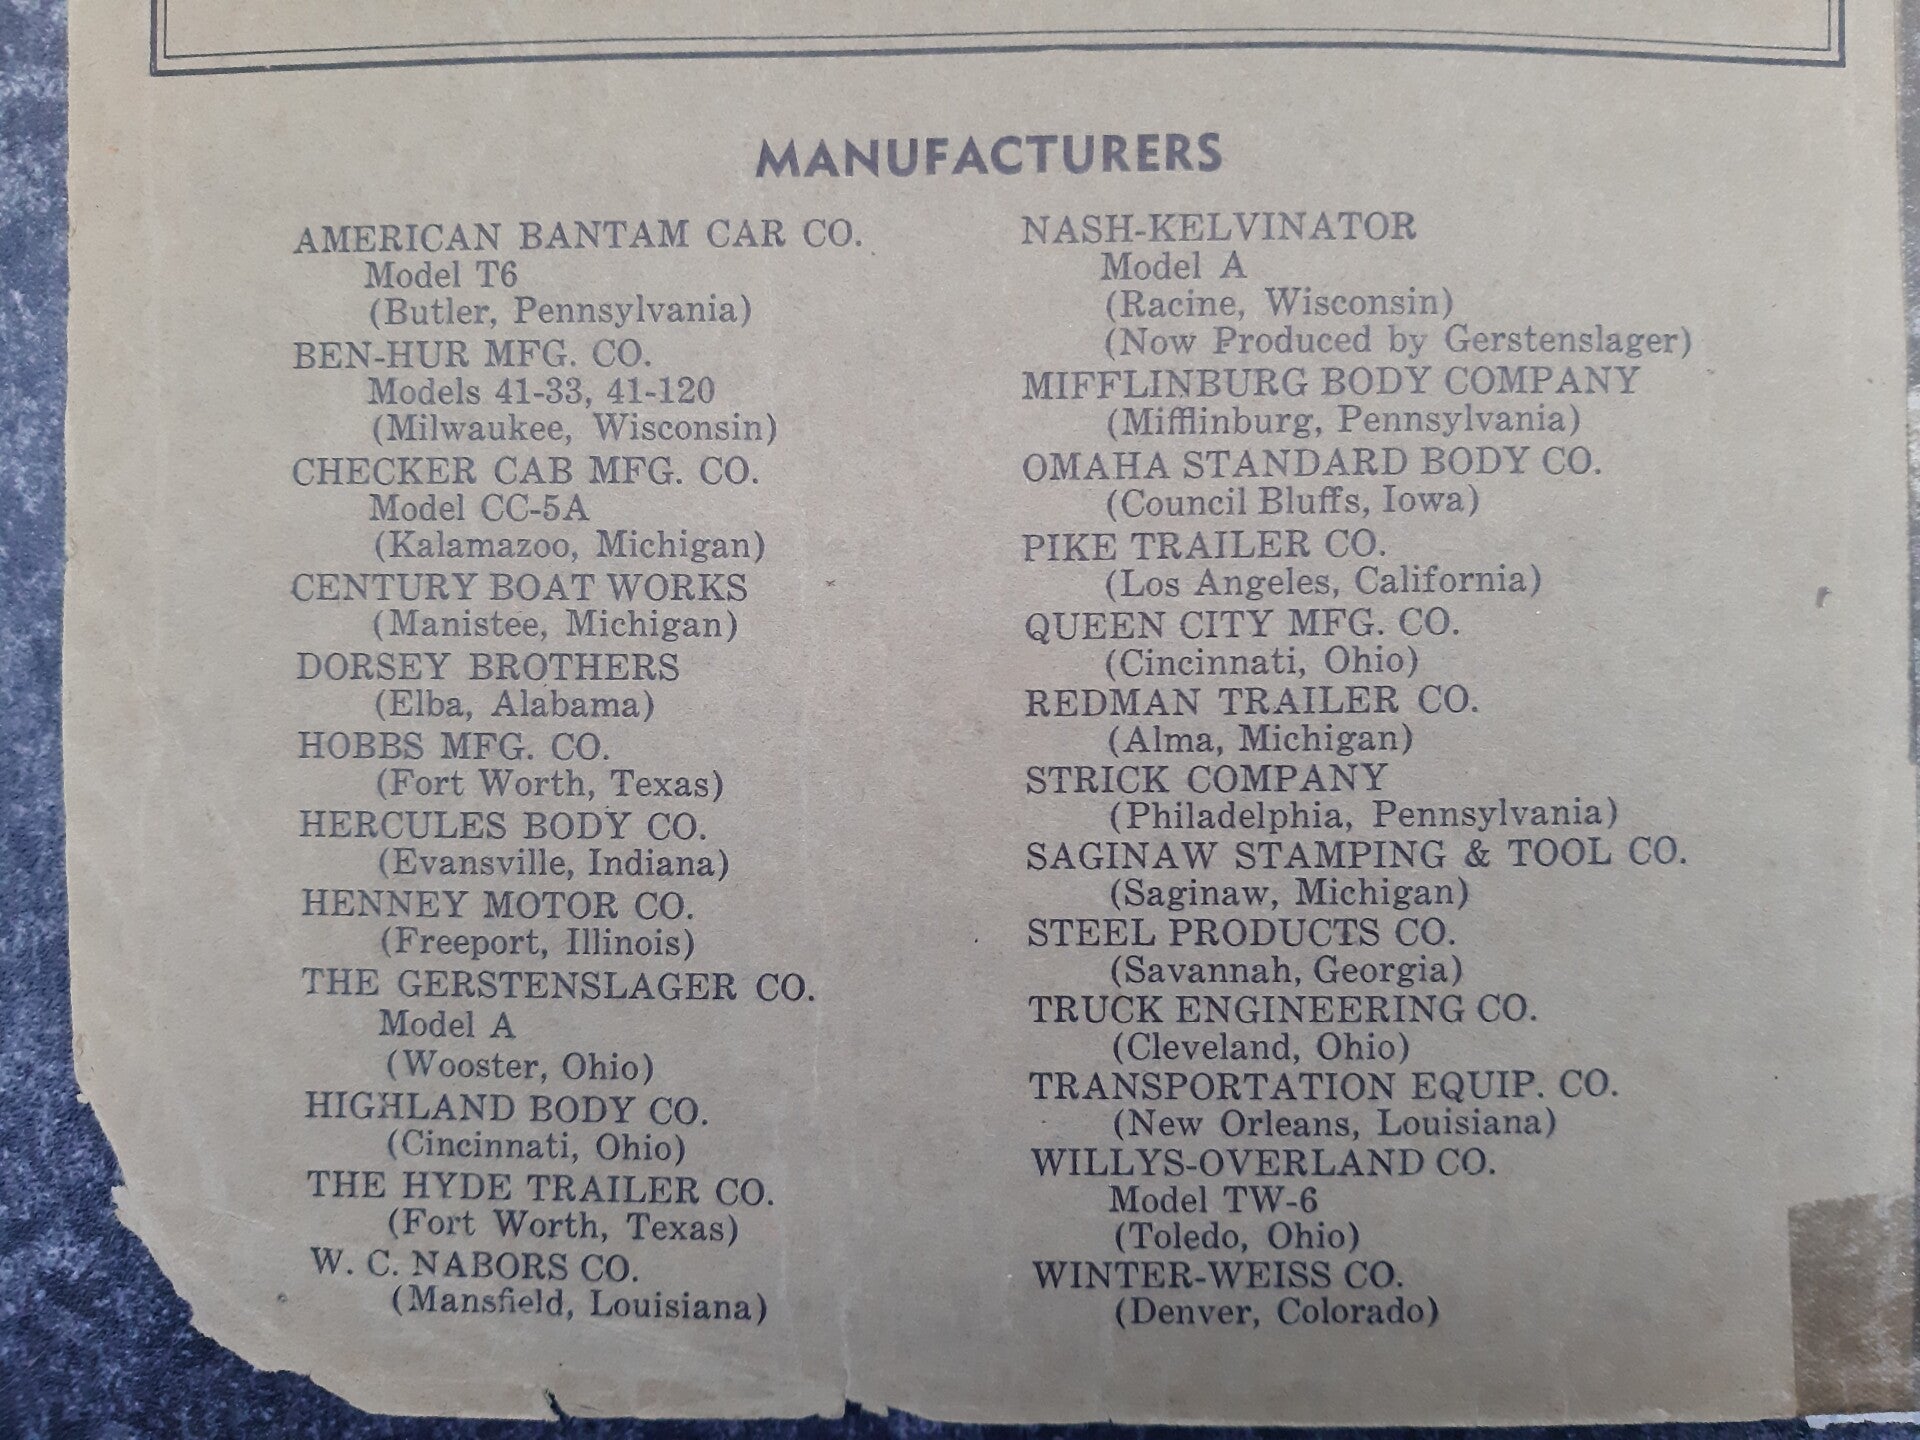 MANUFACTURERS
AMERICAN BANTAM CAR CO.
Model T6
(Butler, Pennsylvania)
BEN-HUR MFG. CO.
Models 41-33, 41-120
(Milwaukee, Wisconsin)
CHECKER CAB MFG. CO.
Model CC-5A
(Kalamazoo, Michigan)
CENTURY BOAT WORKS
(Manistee, Michigan)
DORSEY BROTHERS
(Elba, Alabama)
HOBBS MFG. CO.
(Fort Worth, Texas)
HERCULES BODY CO.
(Evansville, Indiana)
HENNEY MOTOR CO.
(Freeport, Illinois)
THE GERSTENSLAGER CO.
Model A
(Wooster, Ohio)
HIGHLAND BODY CO.
(Cincinnati, Ohio)
THE HYDE TRAILER CO.
(Fort Worth, Texas)
W. C. NABORS CO.
(Mansfield, Louisiana)
NASH-KELVINATOR
Model A
(Racine, Wisconsin)
(Now Produced by Gerstenslager)
MIFFLINBURG BODY COMPANY
(Mifflinburg, Pennsylvania)
OMAHA STANDARD BODY CO.
(Council Bluffs, Iowa)
PIKE TRAILER CO.
(Los Angeles, California)
QUEEN CITY MFG. CO.
(Cincinnati, Ohio)
REDMAN TRAILER CO.
(Alma, Michigan)
STRICK COMPANY
(Philadelphia, Pennsylvania)
SAGINAW STAMPING & TOOL CO.
(Saginaw, Michigan)
STEEL PRODUCTS CO.
(Savannah, Georgia)
TRUCK ENGINEERING CO.
(Cleveland, Ohio)
TRANSPORTATION EQUIP. CO.
(New Orleans, Louisiana)
WILLYS-OVERLAND CO.
Model TW-6
(Toledo, Ohio)
WINTER-WEISS CO.
(Denver, Colorado)